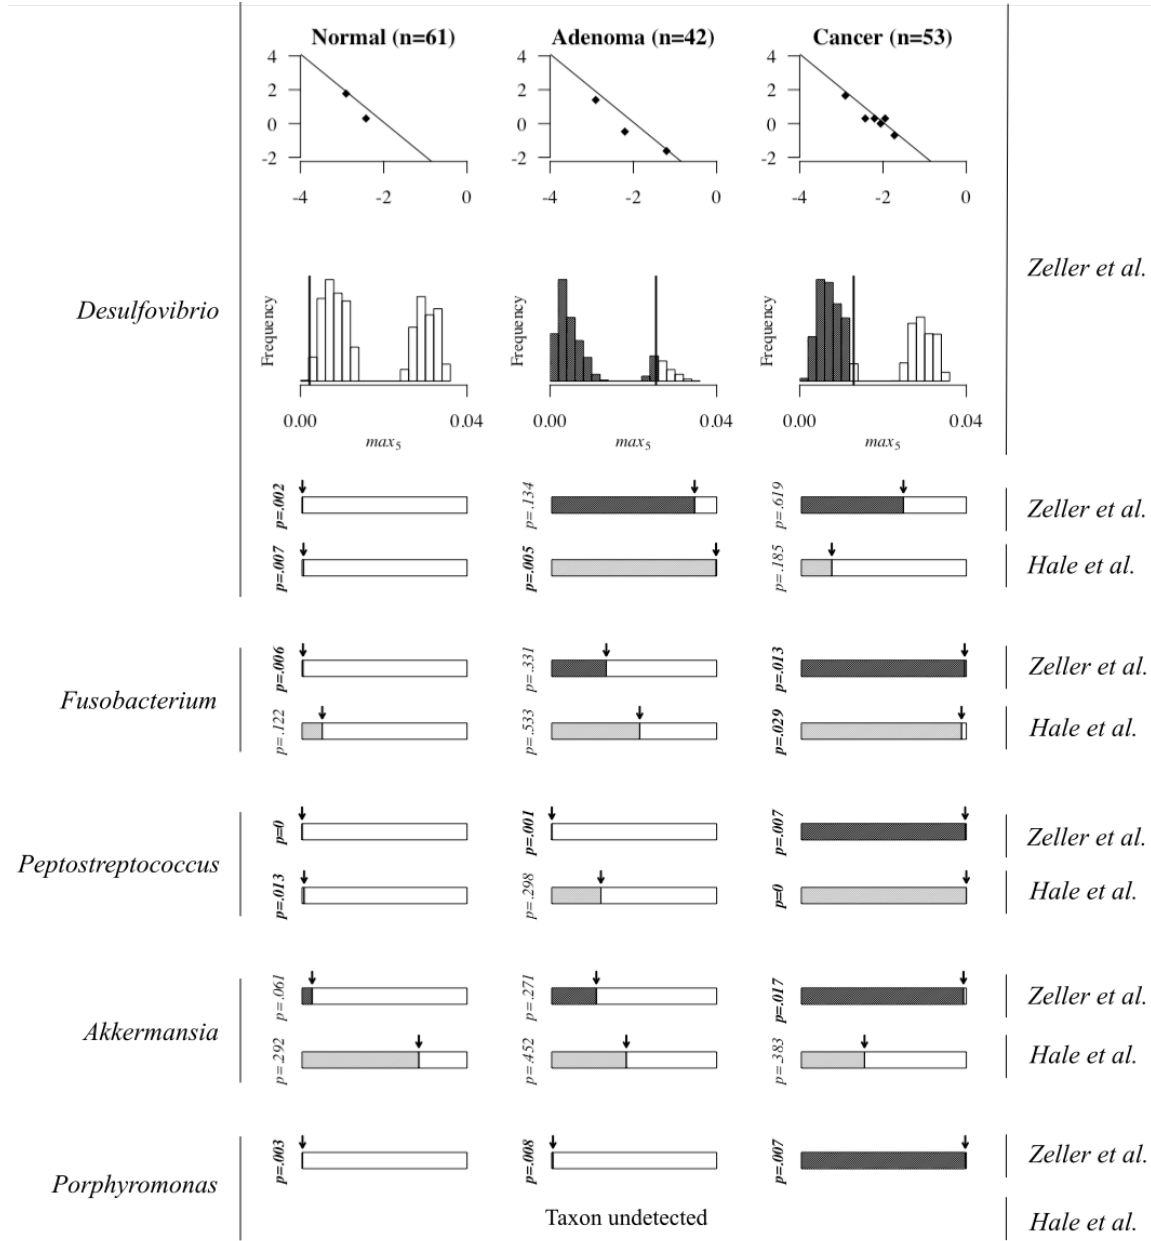 Normal (n=61) Adenoma (n=42) Cancer (n=53)
4 4 4
2 2 2
0 0 0
-2 -2 -2
-4 -2 0 -4 -2 0 -4 -2 0
Desulfovibrio
Zeller et al.
Frequency Frequency Frequency
0.00 0.04 0.00 0.04 0.00 0.04
max5 max5 max5
p=.002 p=.134 p=.619 Zeller et al.
p=.007 p=.005 p=.185 Hale et al.
Fusobacterium
p=.006 p=.331 p=.013 Zeller et al.
p=.122 p=.533 p=.029 Hale et al.
Peptostreptococcus
p=0 p=.001 p=.007 Zeller et al.
p=.013 p=.298 p=0 Hale et al.
Akkermansia
p=.061 p=.271 p=.017 Zeller et al.
p=.292 p=.452 p=.383 Hale et al.
Porphyromonas
p=.003 p=.008 p=.007 Zeller et al.
Taxon undetected Hale et al.